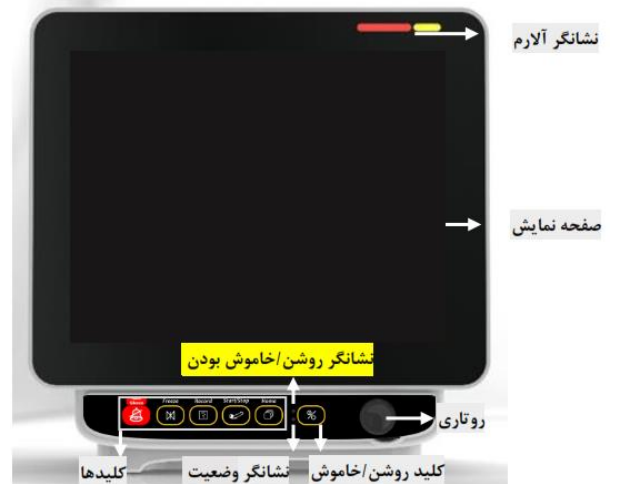 نشانگر آلارم
صفحه نمایش
نشانگر روشن/خاموش بودن
Silence Freeze Record Start/Stop Home
%
روتاری
کلیدها نشانگر وضعیت کلید روشن/خاموش